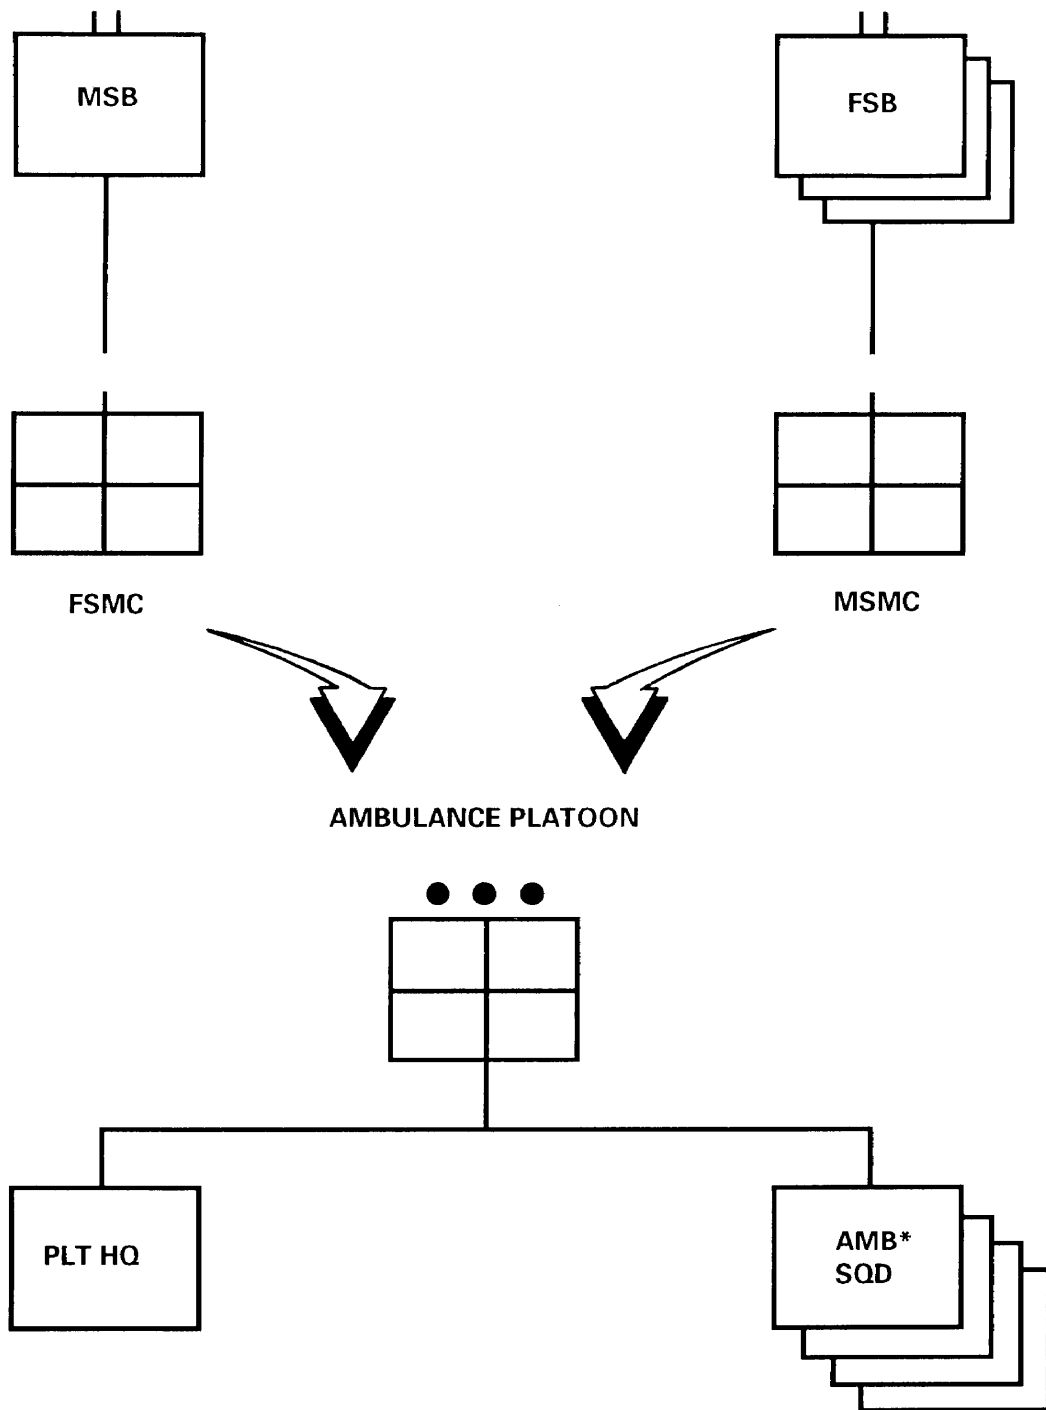 MSB
FSB
FSMC
MSMC
AMBULANCE PLATOON
PLT HQ
AMB*
SQD